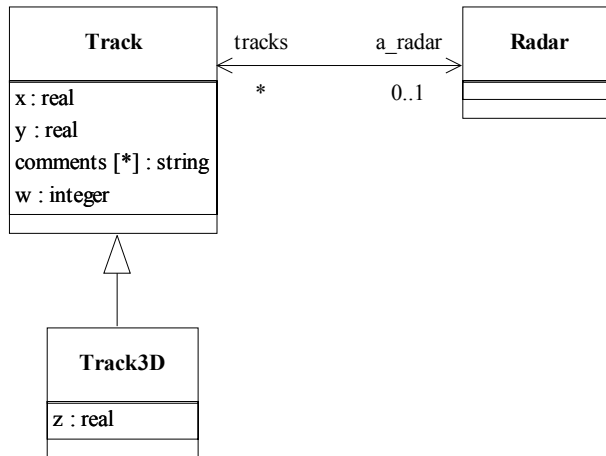 Track
tracks
a_radar
Radar
x : real
y : real
comments [*] : string
w : integer
*
0..1
Track3D
z : real